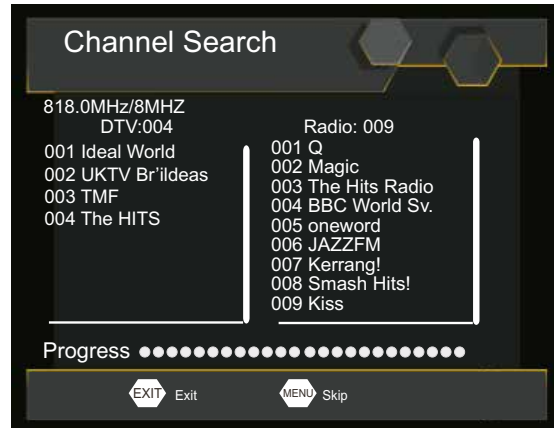 Channel Search
818.0MHz/8MHZ
DTV:004
001 Ideal World
002 UKTV Br'ildeas
003 TMF
004 The HITS
Radio: 009
001 Q
002 Magic
003 The Hits Radio
004 BBC World Sv.
005 oneword
006 JAZZFM
007 Kerrang!
008 Smash Hits!
009 Kiss
Progress
EXIT Exit
MENU Skip